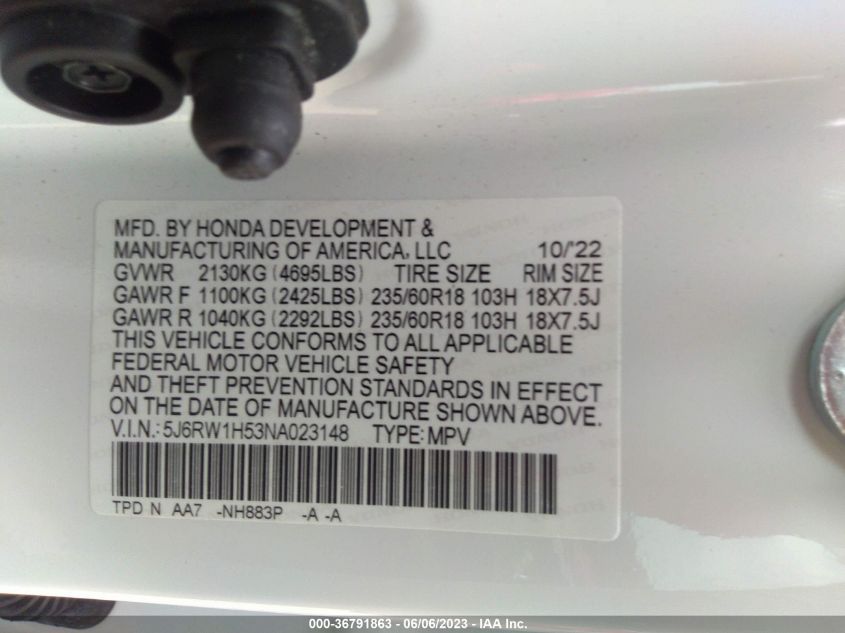 MFD. BY HONDA DEVELOPMENT &
MANUFACTURING OF AMERICA, LLC 10/'22
GVWR 2130KG (4695LBS) TIRE SIZE RIM SIZE
GAWR F 1100KG (2425LBS) 235/60R18 103H 18X7.5J
GAWR R 1040KG (2292LBS) 235/60R18 103H 18X7.5J
THIS VEHICLE CONFORMS TO ALL APPLICABLE
FEDERAL MOTOR VEHICLE SAFETY
AND THEFT PREVENTION STANDARDS IN EFFECT
ON THE DATE OF MANUFACTURE SHOWN ABOVE.
V.I.N.: 5J6RW1H53NA023148 TYPE: MPV
TPD N AA7 -NH883P -A -A
000-36791863 - 06/06/2023 - IAA Inc.